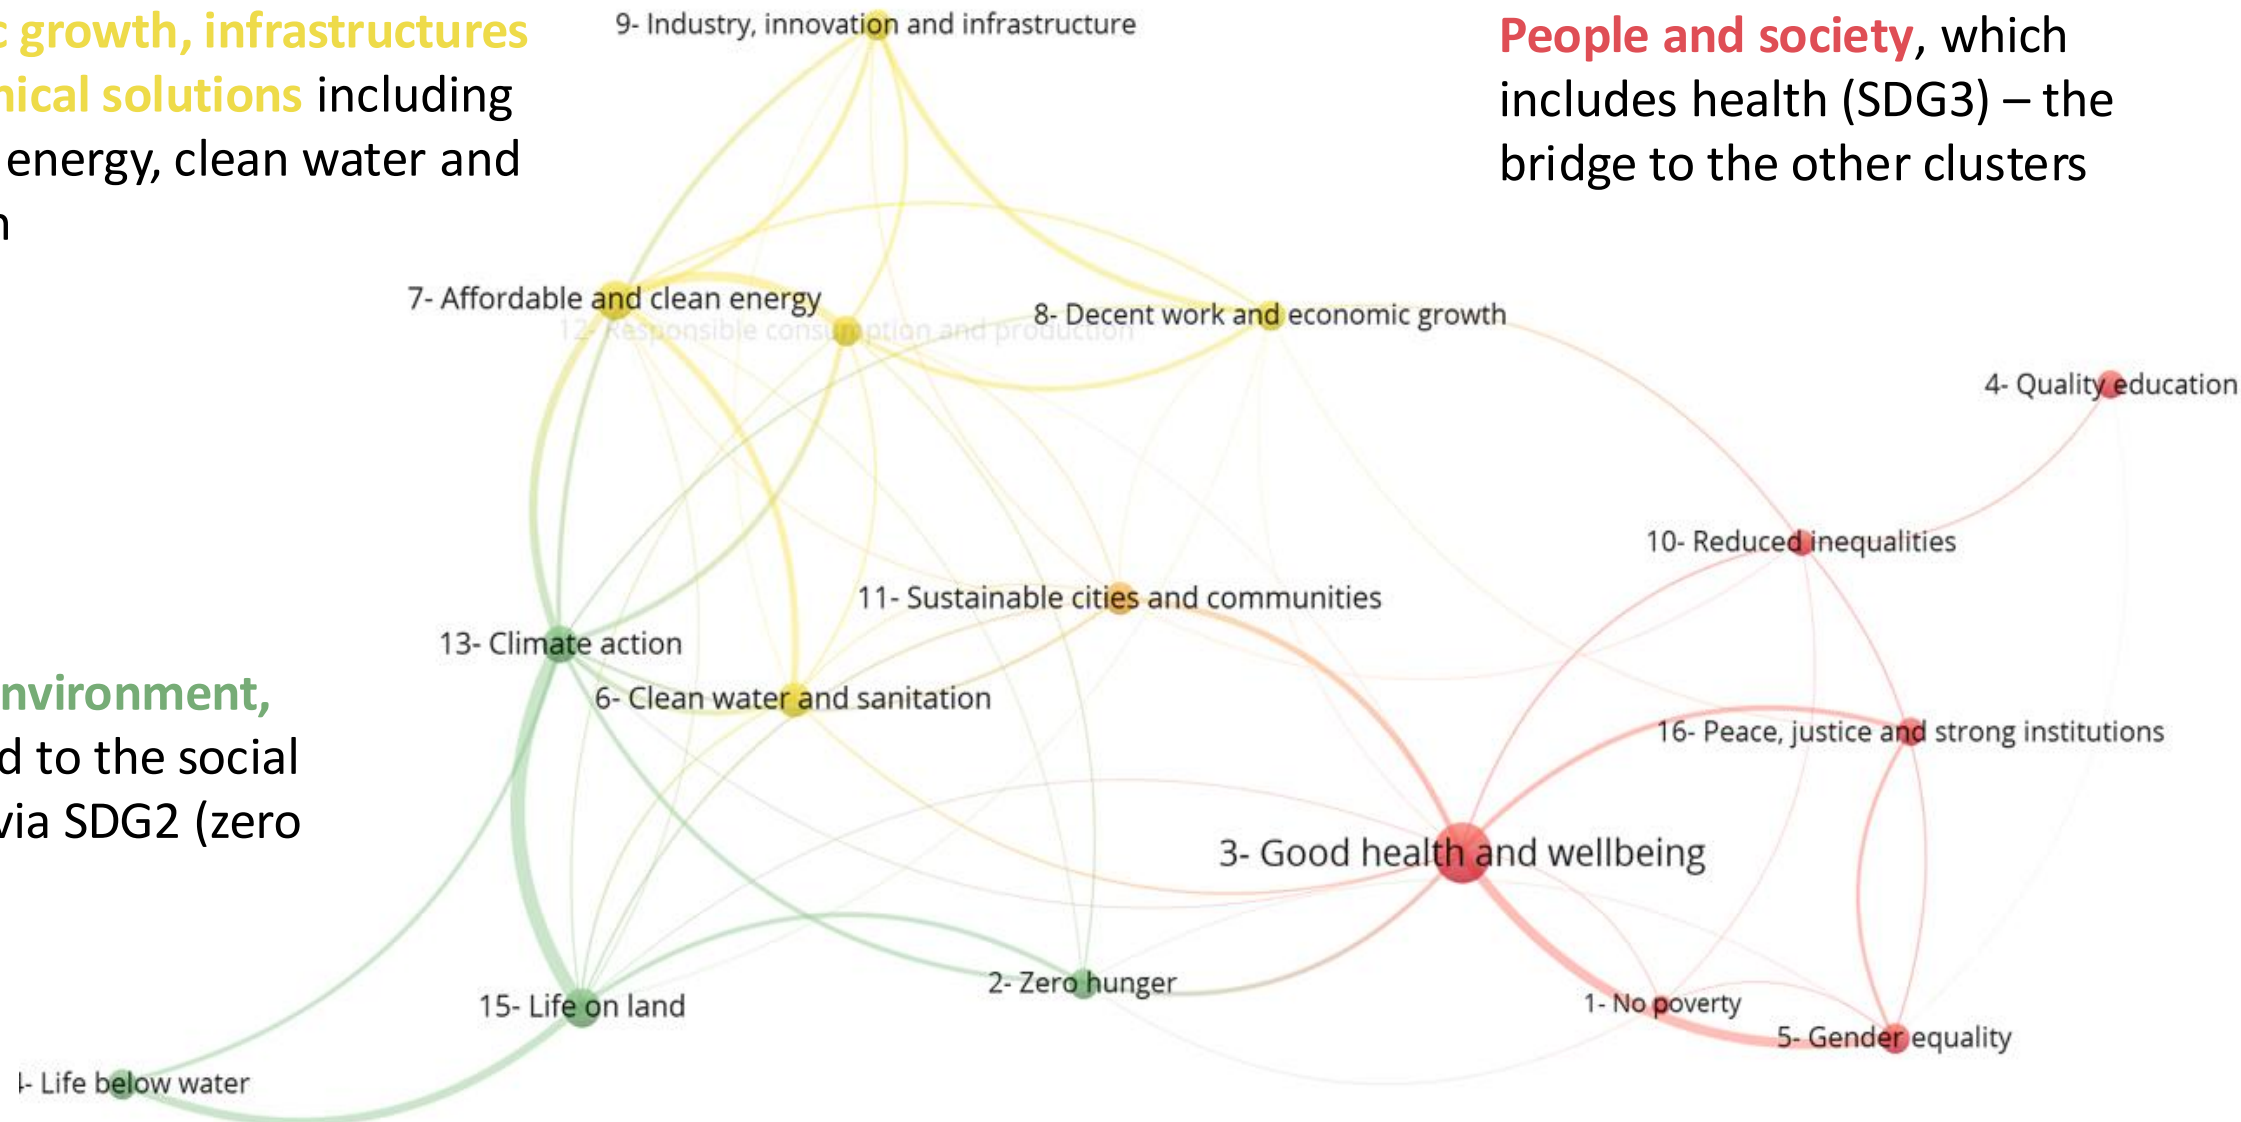 c growth, infrastructures
nical solutions including
energy, clean water and
n
9- Industry, innovation and infrastructure
People and society, which
includes health (SDG3) – the
bridge to the other clusters
7- Affordable and clean energy
12- Responsible consumption and production
8- Decent work and economic growth
4- Quality education
10- Reduced inequalities
11- Sustainable cities and communities
13- Climate action
6- Clean water and sanitation
nvironment,
d to the social
via SDG2 (zero
16- Peace, justice and strong institutions
3- Good health and wellbeing
2- Zero hunger
15- Life on land
1- No poverty
5- Gender equality
- Life below water